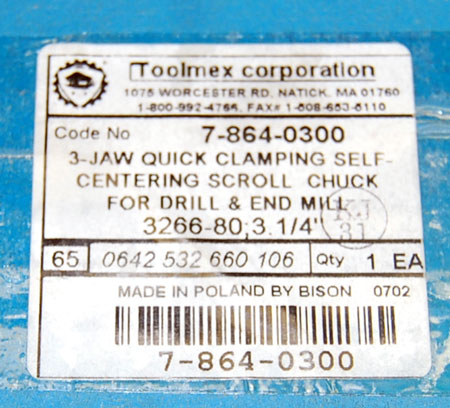 Toolmex corporation
1075 WORCESTER RD, NATICK, MA 01760
1-800-992-4766, FAX# 1-508-653-5110
Code No 7-864-0300
3-JAW QUICK CLAMPING SELF-
CENTERING SCROLL CHUCK
FOR DRILL & END MILL
3266-80;3.1/4"
KJ
31
65 0642 532 660 106 Qty 1 EA
MADE IN POLAND BY BISON 0702
7-864-0300